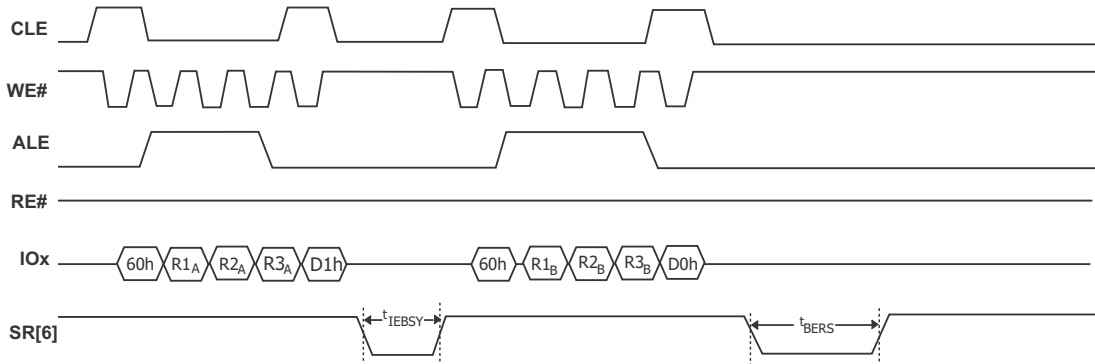 CLE
WE#
ALE
RE#
IOx 60h R1A R2A R3A D1h 60h R1B R2B R3B D0h
SR[6] tIEBSY tBERS